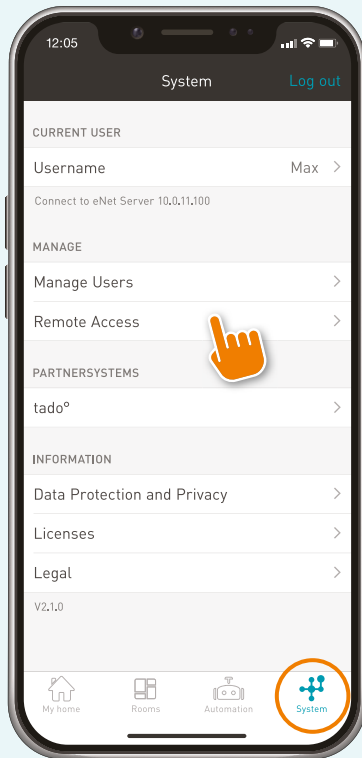 12:05
System
Log out
CURRENT USER
Username
Max
Connect to eNet Server 10.0.11.100
MANAGE
Manage Users
Remote Access
PARTNERSYSTEMS
tado°
INFORMATION
Data Protection and Privacy
Licenses
Legal
V2.1.0
My home
Rooms
Automation
System